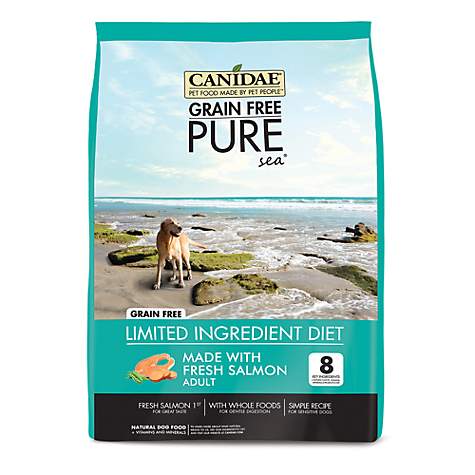 CANIDAE
PET FOOD MADE BY PET PEOPLE™
GRAIN FREE
PURE
sea®
GRAIN FREE
LIMITED INGREDIENT DIET
MADE WITH
FRESH SALMON
ADULT
8
KEY INGREDIENTS
FRESH SALMON 1ST
FOR GREAT TASTE
WITH WHOLE FOODS
FOR GENTLE DIGESTION
SIMPLE RECIPE
FOR SENSITIVE DOGS
NATURAL DOG FOOD
+ VITAMINS AND MINERALS